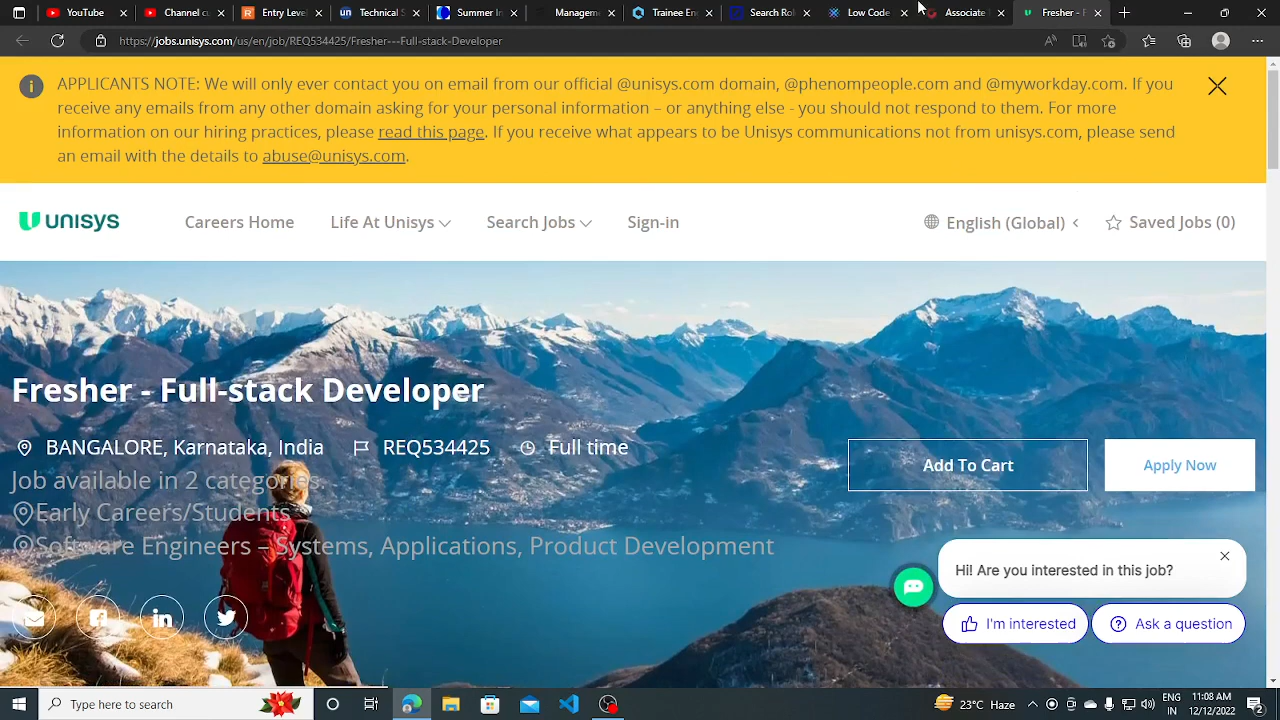 YouTube
Channel c
Entry Leve
Technical
Summer In
Manageme
Trainee En
Search Rol
Low Code
Associate
Fresher - F
https://jobs.unisys.com/us/en/job/REQ534425/Fresher---Full-stack-Developer
APPLICANTS NOTE: We will only ever contact you on email from our official @unisys.com domain, @phenompeople.com and @myworkday.com. If you
receive any emails from any other domain asking for your personal information – or anything else - you should not respond to them. For more
information on our hiring practices, please read this page. If you receive what appears to be Unisys communications not from unisys.com, please send
an email with the details to abuse@unisys.com.
UNISYS
Careers Home
Life At Unisys
Search Jobs
Sign-in
English (Global)
Saved Jobs (0)
Fresher - Full-stack Developer
BANGALORE, Karnataka, India
REQ534425
Full time
Add To Cart
Apply Now
Job available in 2 categories.
Early Careers/Students
Software Engineers – Systems, Applications, Product Development
Hi! Are you interested in this job?
I'm interested
Ask a question
Type here to search
23°C Haze
ENG
11:08 AM
IN
12/12/2022